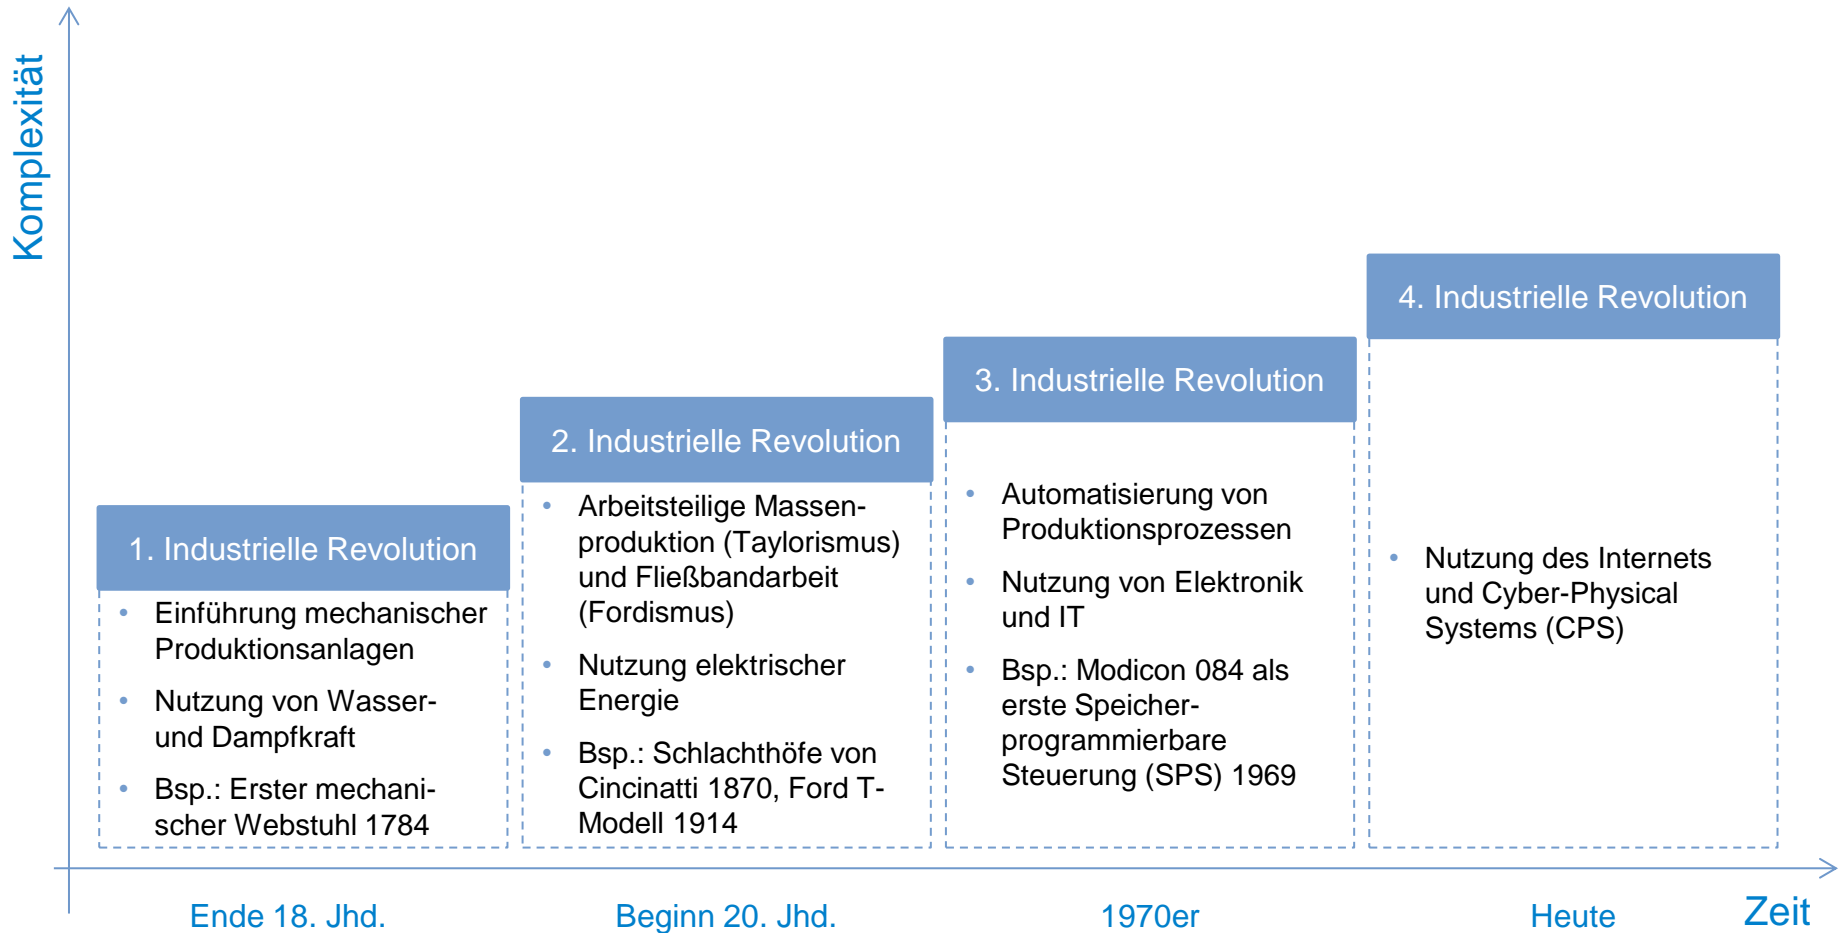 Komplexität
1. Industrielle Revolution
• Einführung mechanischer
Produktionsanlagen
• Nutzung von Wasser-
und Dampfkraft
• Bsp.: Erster mechani-
scher Webstuhl 1784
2. Industrielle Revolution
• Arbeitsteilige Massen-
produktion (Taylorismus)
und Fließbandarbeit
(Fordismus)
• Nutzung elektrischer
Energie
• Bsp.: Schlachthöfe von
Cincinatti 1870, Ford T-
Modell 1914
3. Industrielle Revolution
• Automatisierung von
Produktionsprozessen
• Nutzung von Elektronik
und IT
• Bsp.: Modicon 084 als
erste Speicher-
programmierbare
Steuerung (SPS) 1969
4. Industrielle Revolution
• Nutzung des Internets
und Cyber-Physical
Systems (CPS)
Ende 18. Jhd.
Beginn 20. Jhd.
1970er
Heute
Zeit